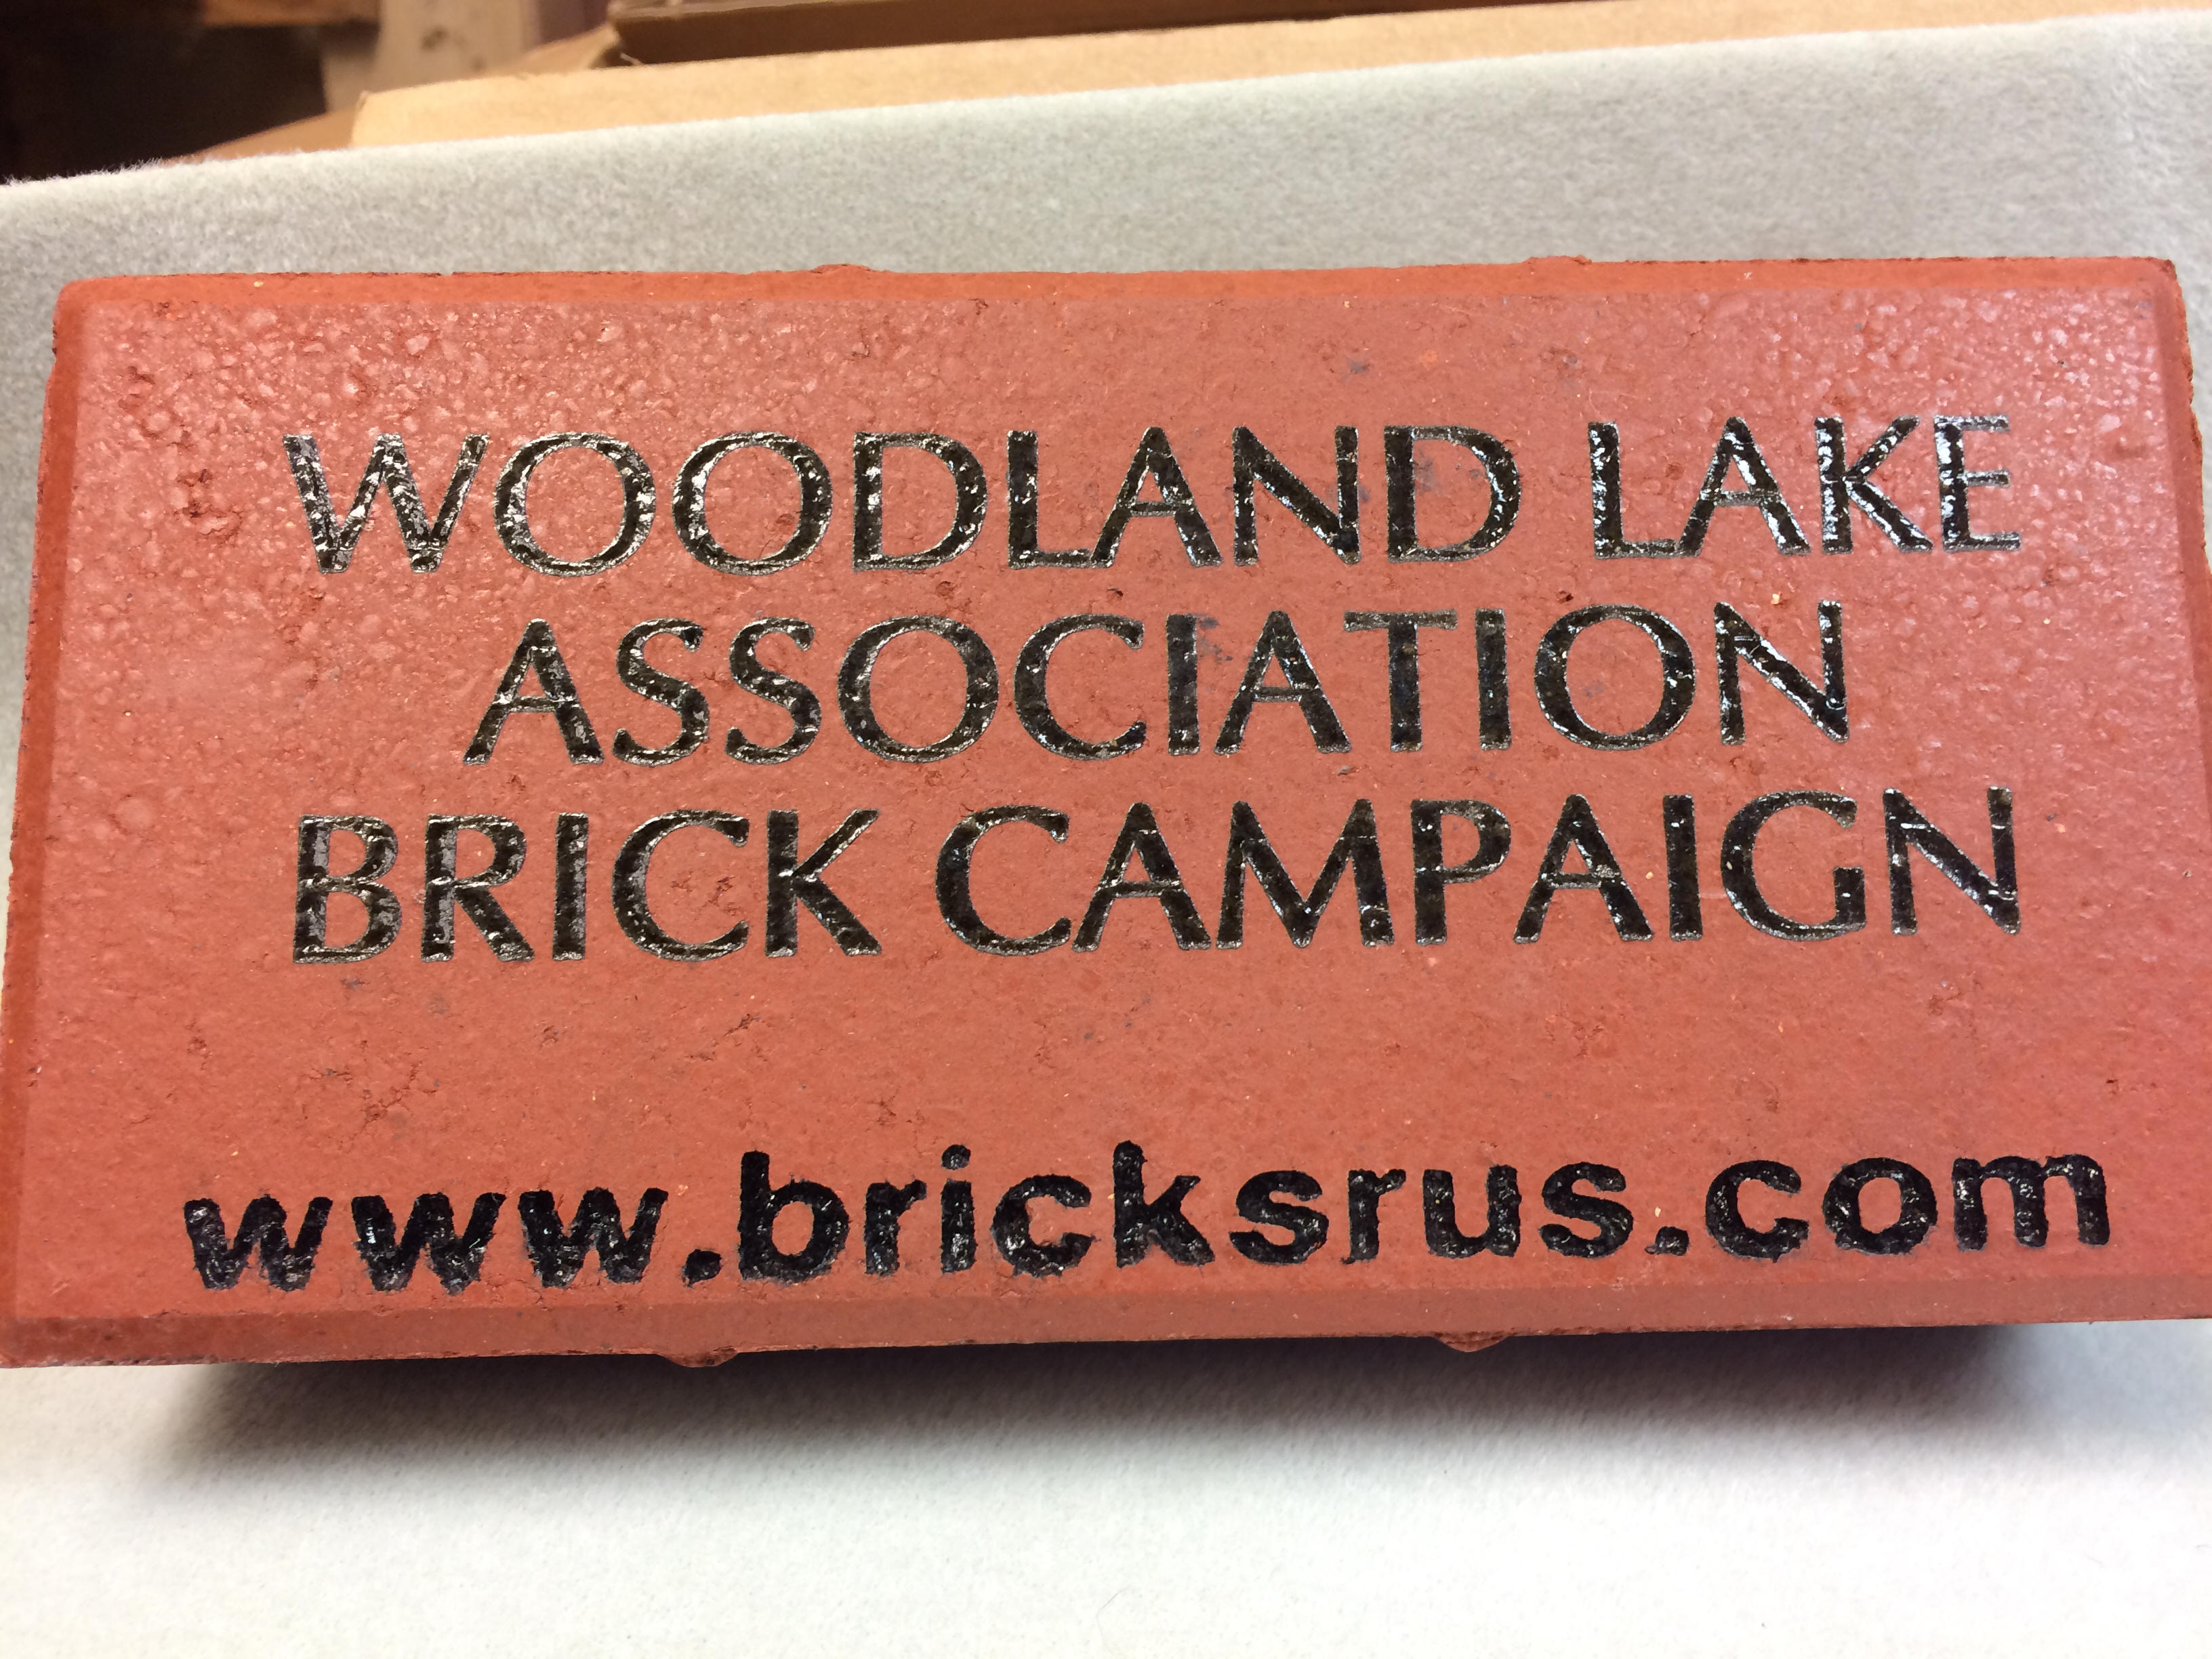 WOODLAND LAKE
ASSOCIATION
BRICK CAMPAIGN
www.bricksrus.com